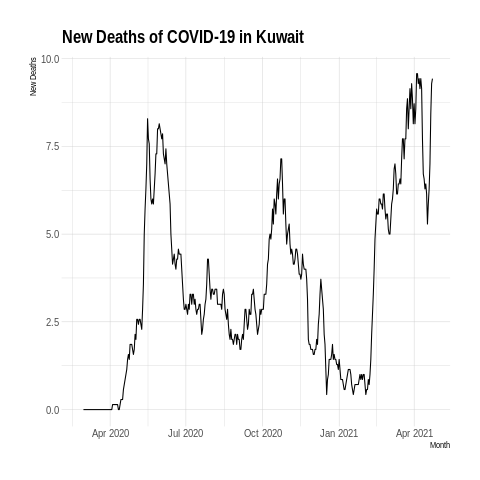 New Deaths of COVID-19 in Kuwait
New Deaths
10.0
7.5
5.0
2.5
0.0
Apr 2020
Jul 2020
Oct 2020
Jan 2021
Apr 2021
Month